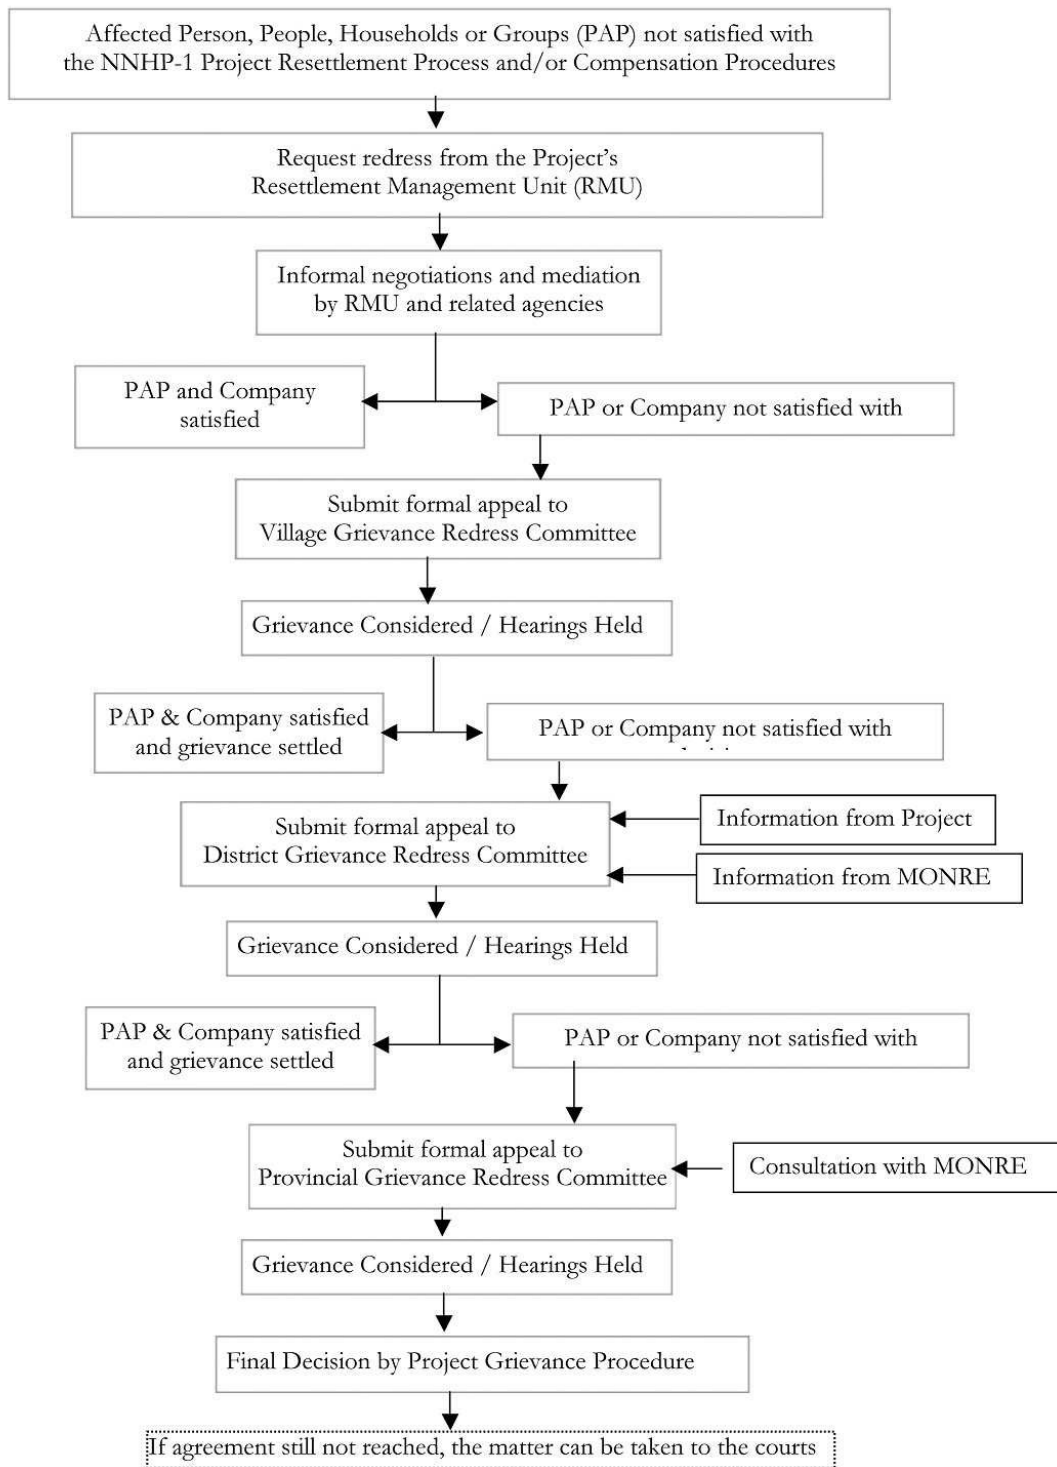 Affected Person, People, Households or Groups (PAP) not satisfied with
the NNHP-1 Project Resettlement Process and/or Compensation Procedures
Request redress from the Project's
Resettlement Management Unit (RMU)
Informal negotiations and mediation
by RMU and related agencies
PAP and Company
satisfied
PAP or Company not satisfied with
Submit formal appeal to
Village Grievance Redress Committee
Grievance Considered / Hearings Held
PAP & Company satisfied
and grievance settled
PAP or Company not satisfied with
Submit formal appeal to
District Grievance Redress Committee
Information from Project
Information from MONRE
Grievance Considered / Hearings Held
PAP & Company satisfied
and grievance settled
PAP or Company not satisfied with
Submit formal appeal to
Provincial Grievance Redress Committee
Consultation with MONRE
Grievance Considered / Hearings Held
Final Decision by Project Grievance Procedure
If agreement still not reached, the matter can be taken to the courts